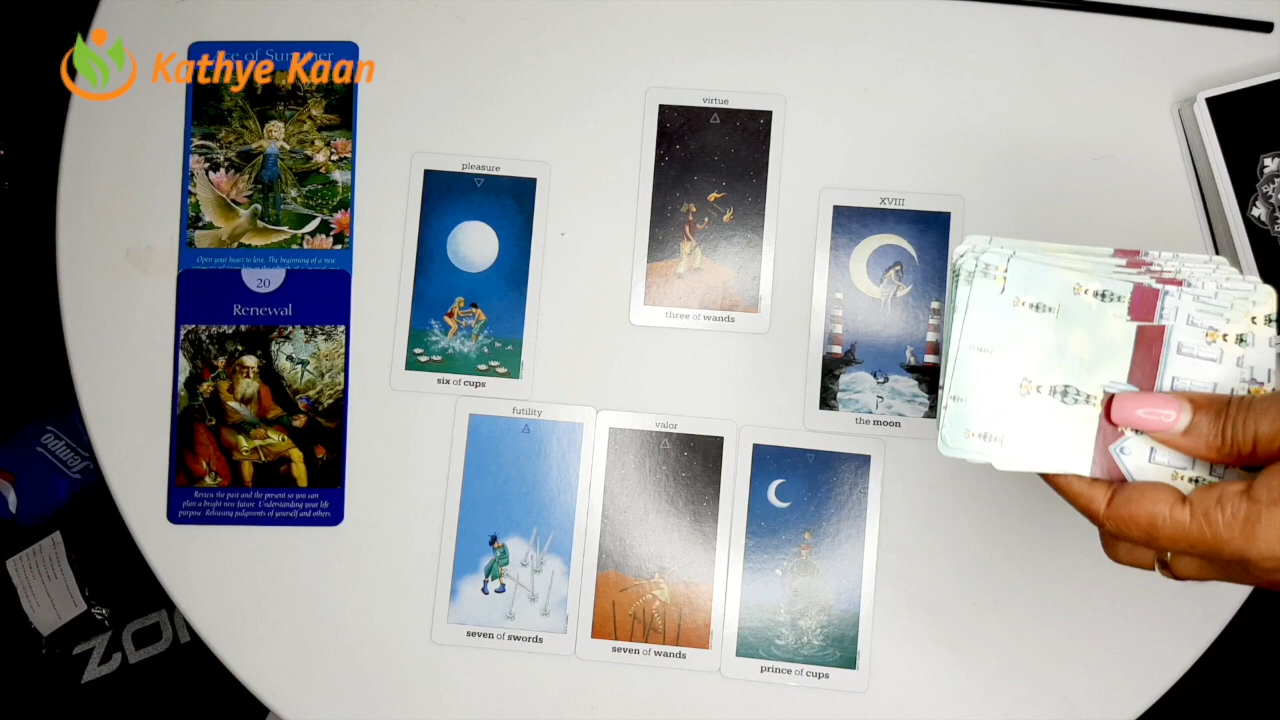 Ace of Summer
Kathye Kaan
Open your heart to love. The beginning of a new
20
Renewal
Review the past and the present so you can
plan a bright new future. Understanding your life
purpose. Releasing judgments of yourself and others.
pleasure
six of cups
virtue
three of wands
XVIII
the moon
futility
seven of swords
valor
seven of wands
prince of cups
Tempo